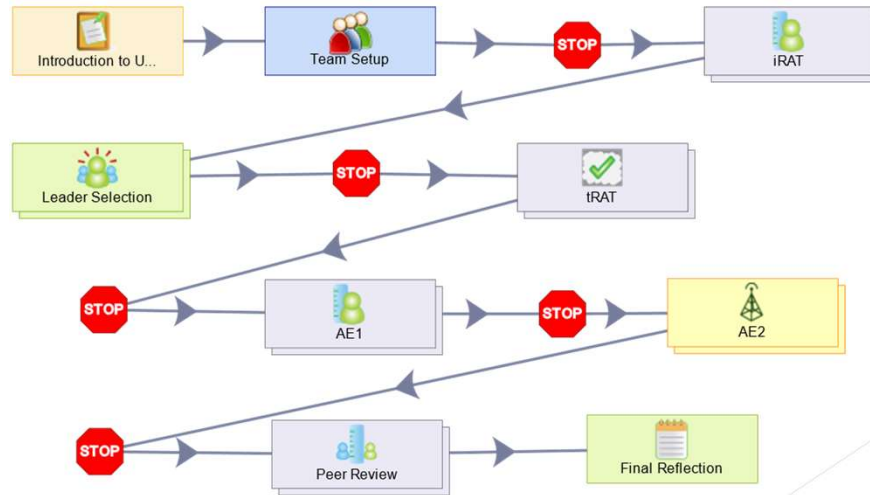 Introduction to U...
Team Setup
STOP
iRAT
Leader Selection
STOP
tRAT
STOP
AE1
STOP
AE2
STOP
Peer Review
Final Reflection